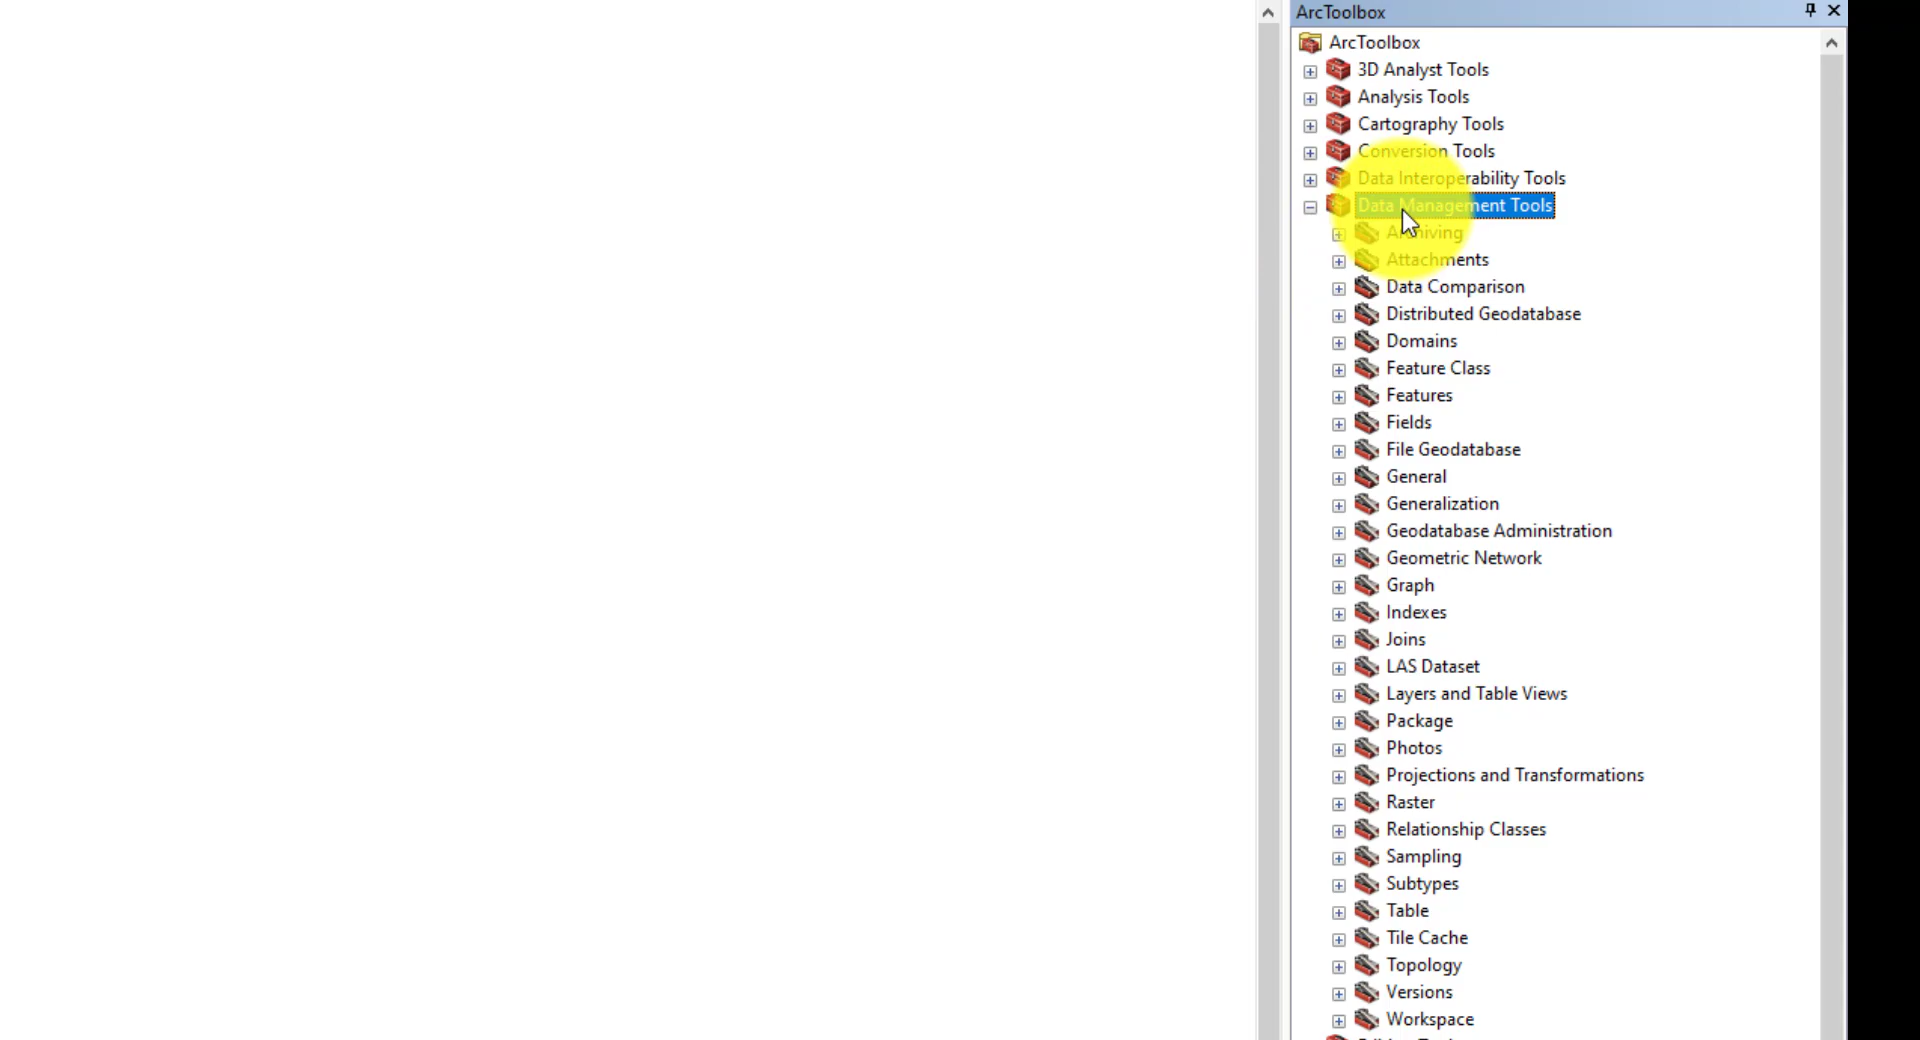 ArcToolbox
ArcToolbox
3D Analyst Tools
Analysis Tools
Cartography Tools
Conversion Tools
Data Interoperability Tools
Data Management Tools
Archiving
Attachments
Data Comparison
Distributed Geodatabase
Domains
Feature Class
Features
Fields
File Geodatabase
General
Generalization
Geodatabase Administration
Geometric Network
Graph
Indexes
Joins
LAS Dataset
Layers and Table Views
Package
Photos
Projections and Transformations
Raster
Relationship Classes
Sampling
Subtypes
Table
Tile Cache
Topology
Versions
Workspace